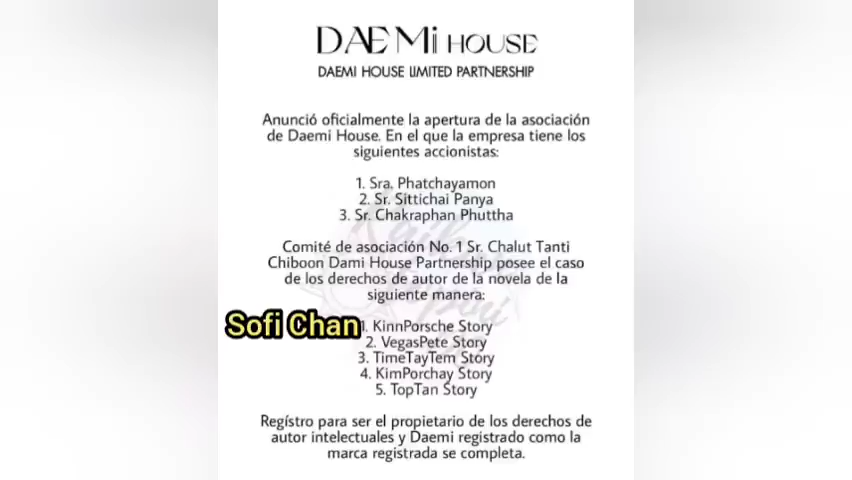 DAEMi HOUSE
DAEMI HOUSE LIMITED PARTNERSHIP
Anunció oficialmente la apertura de la asociación
de Daemi House. En el que la empresa tiene los
siguientes accionistas:
1. Sra. Phatchayamon
2. Sr. Sittichai Panya
3. Sr. Chakraphan Phuttha
Comité de asociación No. 1 Sr. Chalut Tanti
Chiboon Dami House Partnership posee el caso
de los derechos de autor de la novela de la
siguiente manera:
Sofi Chan
1. KinnPorsche Story
2. VegasPete Story
3. TimeTayTem Story
4. KimPorchay Story
5. TopTan Story
Regístro para ser el propietario de los derechos de
autor intelectuales y Daemi registrado como la
marca registrada se completa.